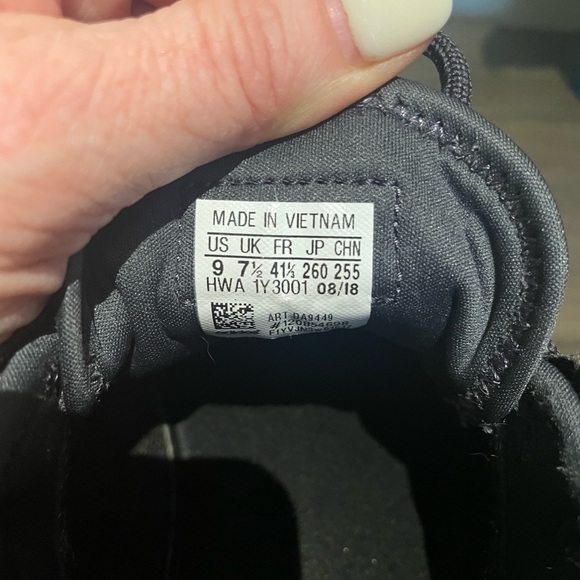 MADE IN VIETNAM
US UK FR JP CHN
9 7½ 41⅓ 260 255
HWA 1Y3001 08/18
ART DA9449